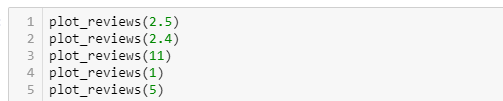 1 plot_reviews(2.5)
2 plot_reviews(2.4)
3 plot_reviews(11)
4 plot_reviews(1)
5 plot_reviews(5)